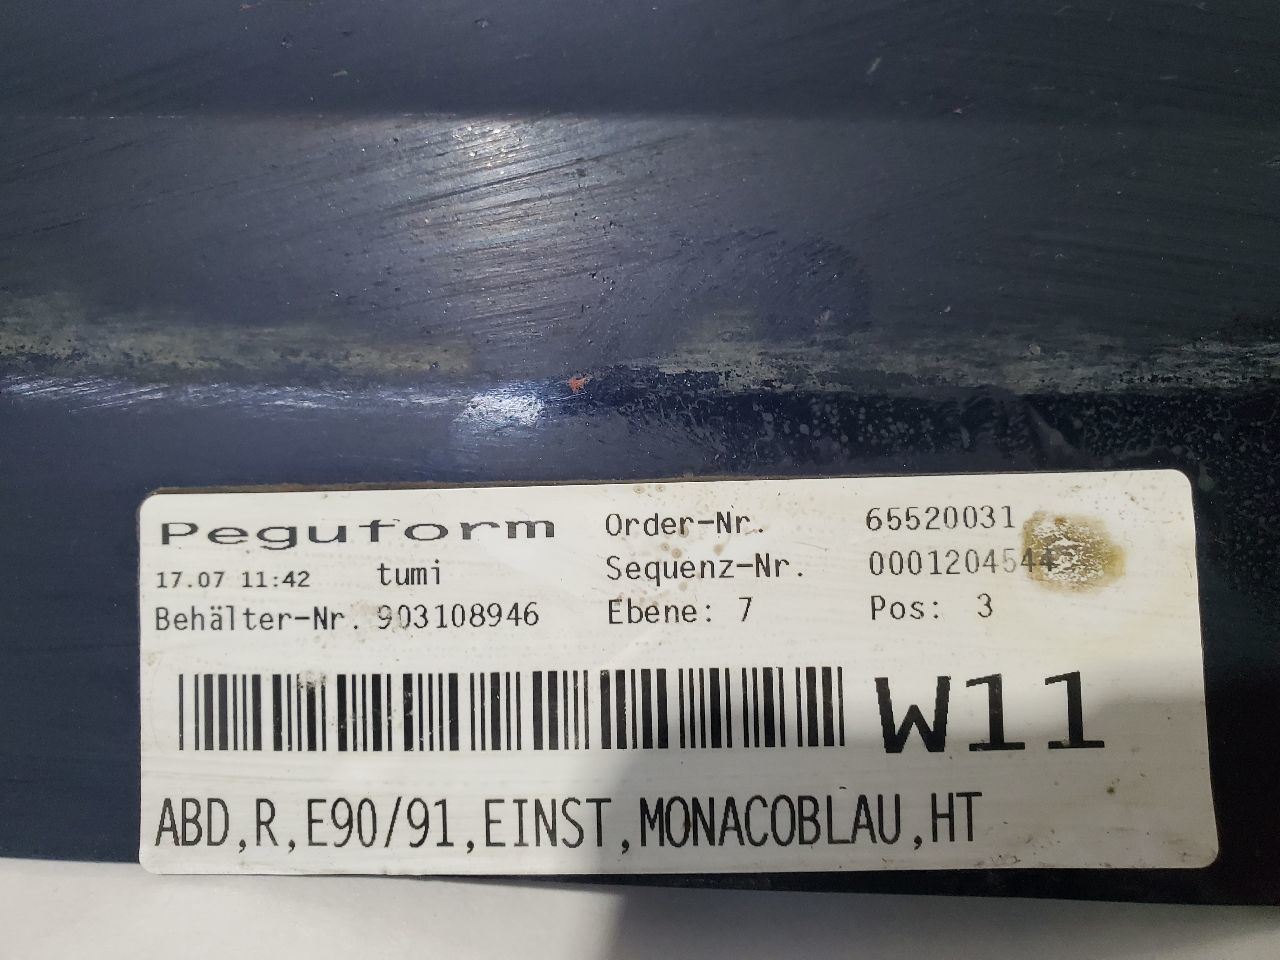 Peguform Order-Nr. 65520031
17.07 11:42 tumi Sequenz-Nr. 0001204544
Behälter-Nr. 903108946 Ebene: 7 Pos: 3
W11
ABD,R,E90/91,EINST,MONACOBLAU,HT